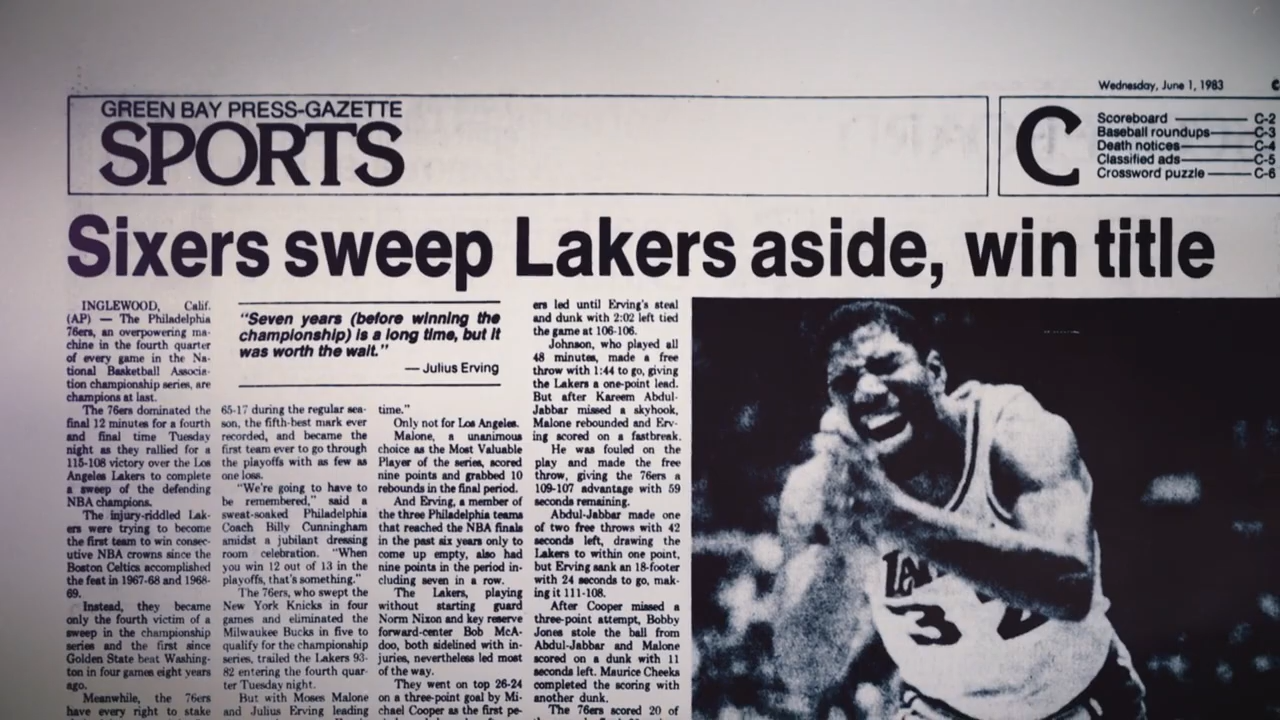 Wednesday, June 1, 1983
GREEN BAY PRESS-GAZETTE
SPORTS
C
Scoreboard C-2
Baseball roundups C-3
Death notices C-4
Classified ads C-5
Crossword puzzle C-6
Sixers sweep Lakers aside, win title
INGLEWOOD, Calif.
(AP) — The Philadelphia
76ers, an overpowering ma-
chine in the fourth quarter
of every game in the Na-
tional Basketball Associa-
tion championship series, are
champions at last.
The 76ers dominated the
final 12 minutes for a fourth
and final time Tuesday
night as they rallied for a
115-108 victory over the Los
Angeles Lakers to complete
a sweep of the defending
NBA champions.
The injury-riddled Lak-
ers were trying to become
the first team to win consec-
utive NBA crowns since the
Boston Celtics accomplished
the feat in 1967-68 and 1968-
69.
Instead, they became
only the fourth victim of a
sweep in the championship
series and the first since
Golden State beat Washing-
ton in four games eight years
ago.
Meanwhile, the 76ers
have every right to stake
"Seven years (before winning the
championship) is a long time, but it
was worth the wait."
— Julius Erving
65-17 during the regular sea-
son, the fifth-best mark ever
recorded, and became the
first team ever to go through
the playoffs with as few as
one loss.
"We're going to have to
be remembered," said a
sweat-soaked Philadelphia
Coach Billy Cunningham
amidst a jubilant dressing
room celebration. "When
you win 12 out of 13 in the
playoffs, that's something."
The 76ers, who swept the
New York Knicks in four
games and eliminated the
Milwaukee Bucks in five to
qualify for the championship
series, trailed the Lakers 93-
82 entering the fourth quar-
ter Tuesday night.
But with Moses Malone
and Julius Erving leading
time."
Only not for Los Angeles.
Malone, a unanimous
choice as the Most Valuable
Player of the series, scored
nine points and grabbed 10
rebounds in the final period.
And Erving, a member of
the three Philadelphia teams
that reached the NBA finals
in the past six years only to
come up empty, also had
nine points in the period in-
cluding seven in a row.
The Lakers, playing
without starting guard
Norm Nixon and key reserve
forward-center Bob McA-
doo, both sidelined with in-
juries, nevertheless led most
of the way.
They went on top 26-24
on a three-point goal by Mi-
chael Cooper as the first pe-
ers led until Erving's steal
and dunk with 2:02 left tied
the game at 106-106.
Johnson, who played all
48 minutes, made a free
throw with 1:44 to go, giving
the Lakers a one-point lead.
But after Kareem Abdul-
Jabbar missed a skyhook,
Malone rebounded and Erv-
ing scored on a fastbreak.
He was fouled on the
play and made the free
throw, giving the 76ers a
109-107 advantage with 59
seconds remaining.
Abdul-Jabbar made one
of two free throws with 42
seconds left, drawing the
Lakers to within one point,
but Erving sank an 18-footer
with 24 seconds to go, mak-
ing it 111-108.
After Cooper missed a
three-point attempt, Bobby
Jones stole the ball from
Abdul-Jabbar and Malone
scored on a dunk with 11
seconds left. Maurice Cheeks
completed the scoring with
another dunk.
The 76ers scored 20 of